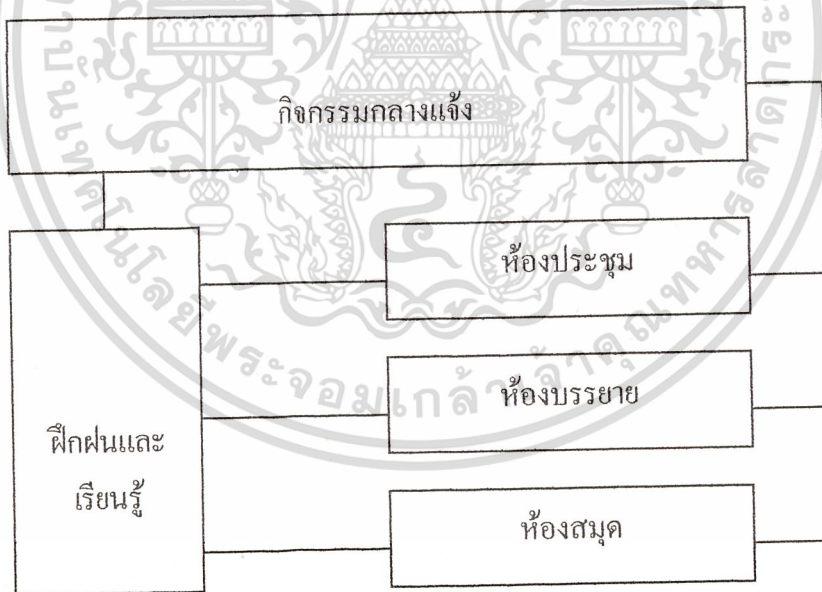 กิจกรรมกลางแจ้ง
ห้องประชุม
ห้องบรรยาย
ฝึกฝนและ
เรียนรู้
ห้องสมุด